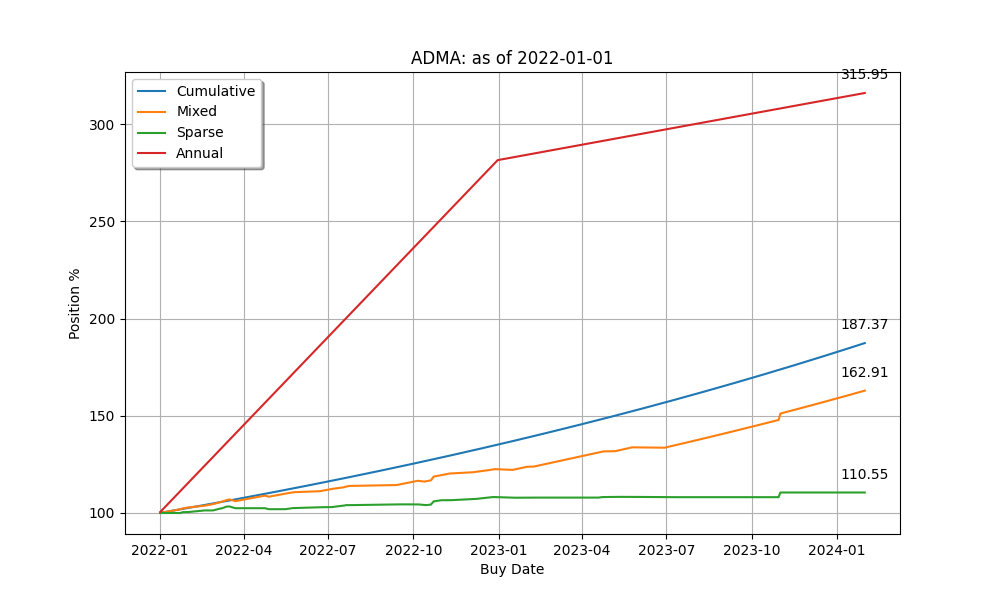 ADMA: as of 2022-01-01
315.95
Cumulative
Mixed
Sparse
Annual
300
250
200
187.37
162.91
150
110.55
100
Position %
2022-01 2022-04 2022-07 2022-10 2023-01 2023-04 2023-07 2023-10 2024-01
Buy Date